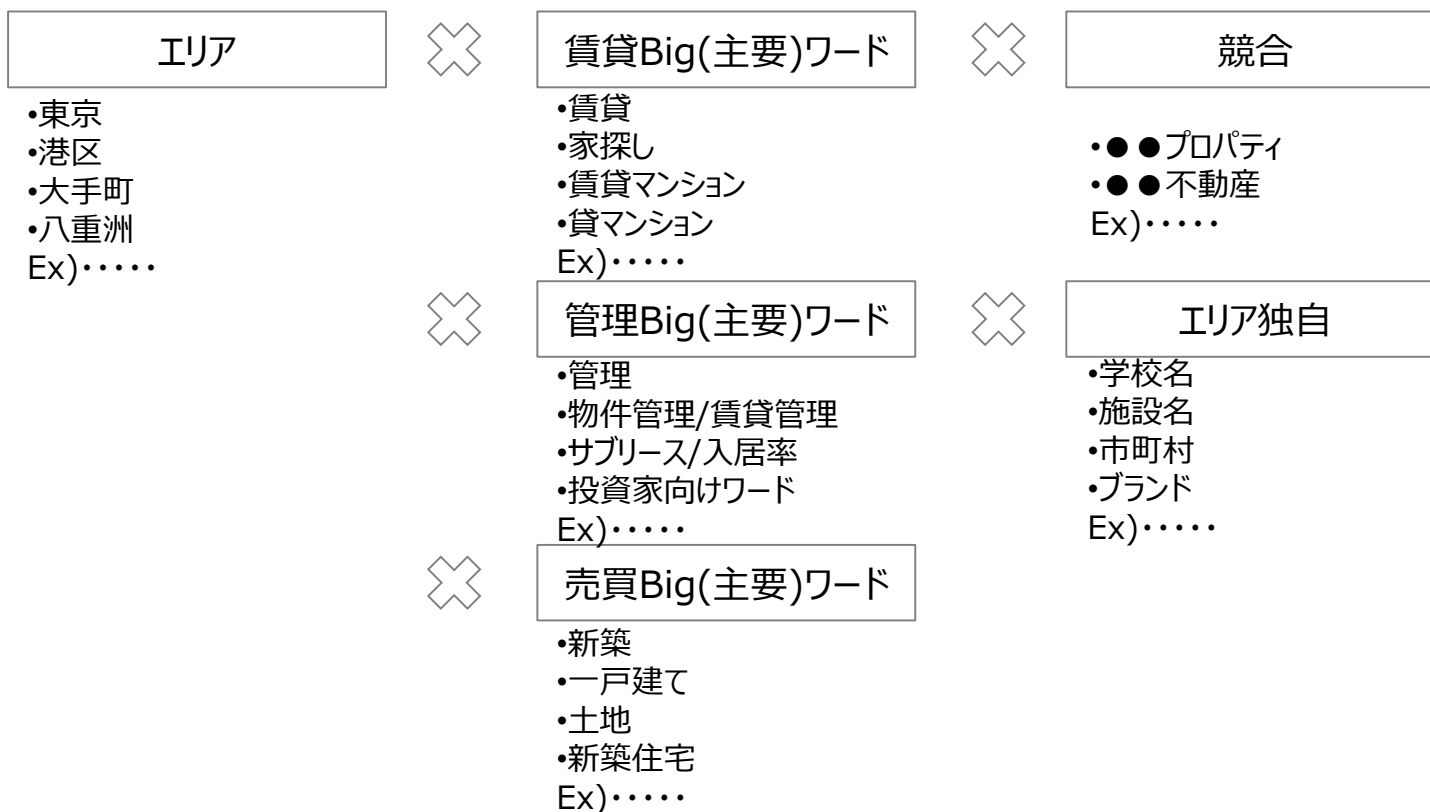 エリア
•東京
•港区
•大手町
•八重洲
Ex)・・・・・
賃貸Big(主要)ワード
•賃貸
•家探し
•賃貸マンション
•貸マンション
Ex)・・・・・
競合
•●●プロパティ
•●●不動産
Ex)・・・・・
管理Big(主要)ワード
•管理
•物件管理/賃貸管理
•サブリース/入居率
•投資家向けワード
Ex)・・・・・
エリア独自
•学校名
•施設名
•市町村
•ブランド
Ex)・・・・・
売買Big(主要)ワード
•新築
•一戸建て
•土地
•新築住宅
Ex)・・・・・